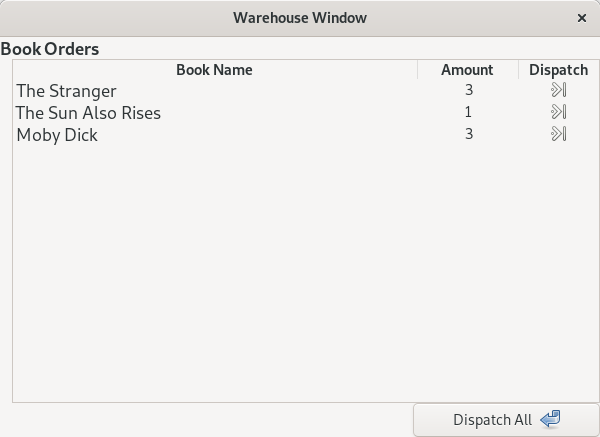 Warehouse Window ×
Book Orders
Book Name Amount Dispatch
The Stranger 3
The Sun Also Rises 1
Moby Dick 3
Dispatch All